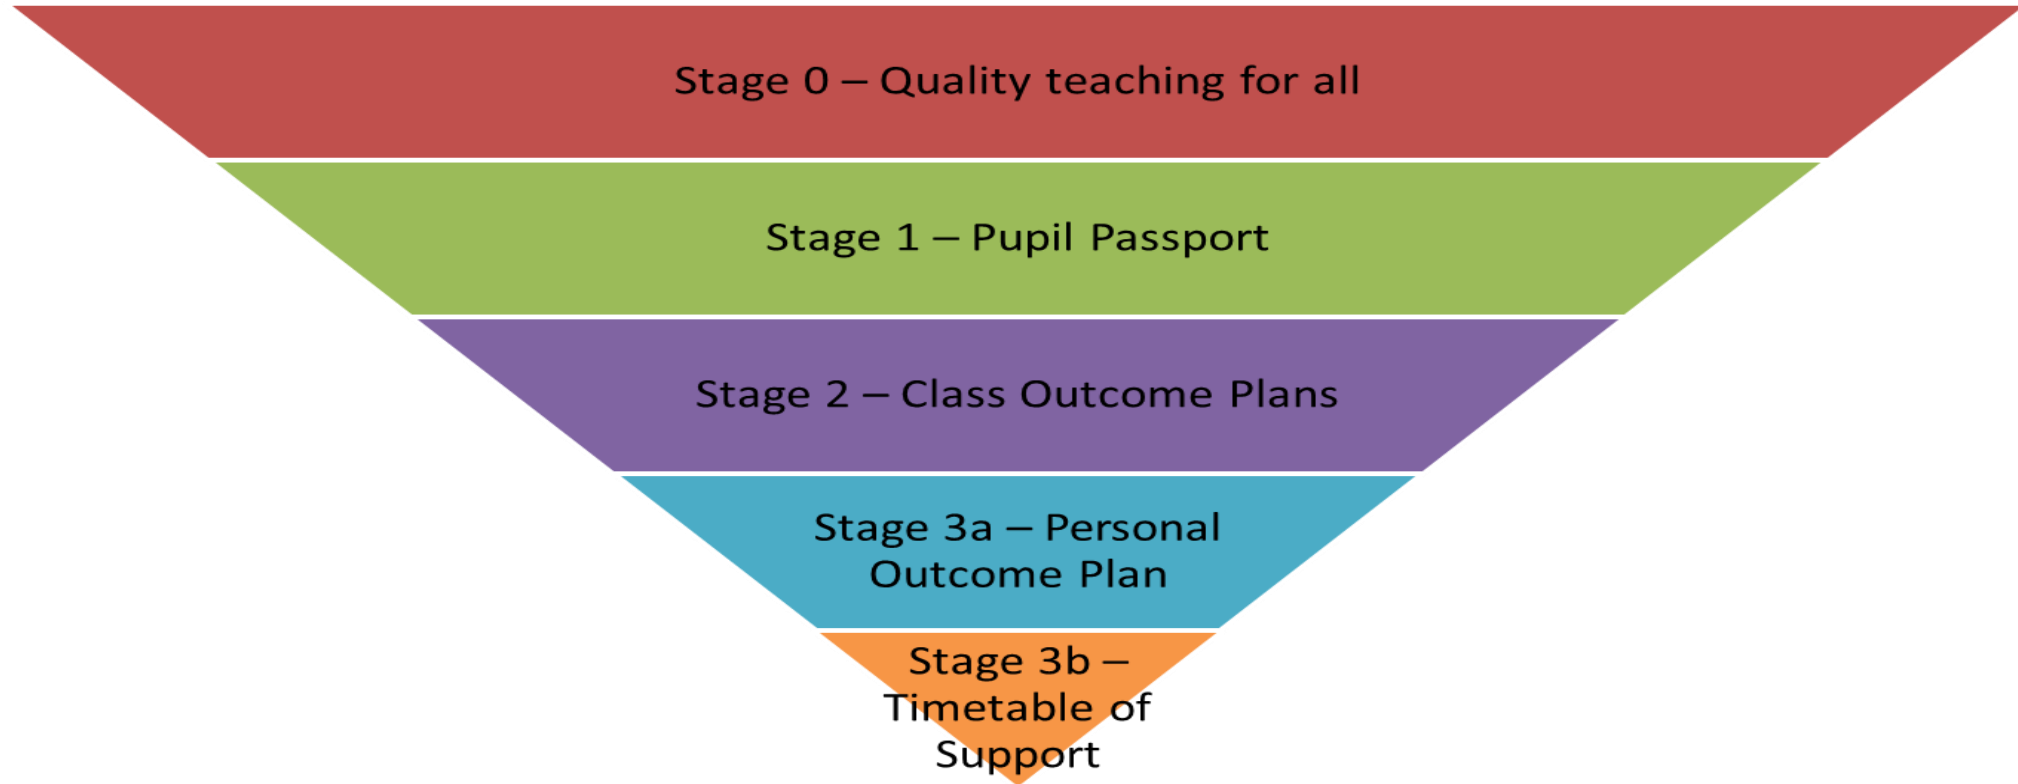 Stage 0 – Quality teaching for all
Stage 1 – Pupil Passport
Stage 2 – Class Outcome Plans
Stage 3a – Personal
Outcome Plan
Stage 3b –
Timetable of
Support